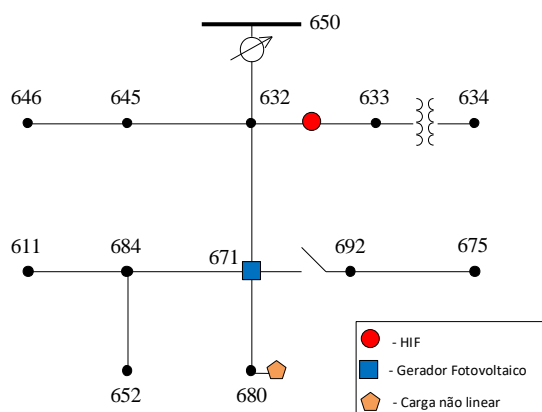 650
646 645 632 633 634
611 684 671 692 675
652 680
- HIF
- Gerador Fotovoltaico
- Carga não linear